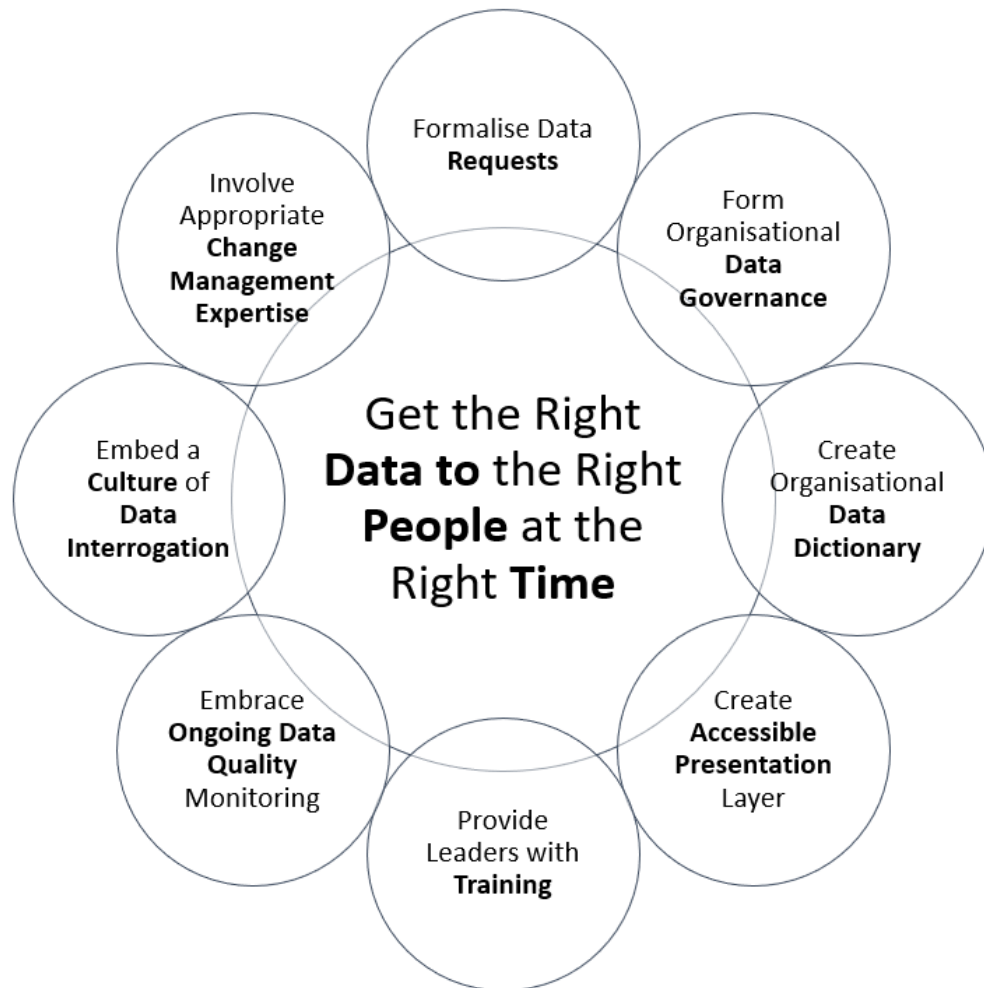 Formalise Data
Requests
Form
Organisational
Data
Governance
Create
Organisational
Data
Dictionary
Create
Accessible
Presentation
Layer
Provide
Leaders with
Training
Embrace
Ongoing Data
Quality
Monitoring
Embed a
Culture of
Data
Interrogation
Involve
Appropriate
Change
Management
Expertise
Get the Right
Data to the Right
People at the
Right Time